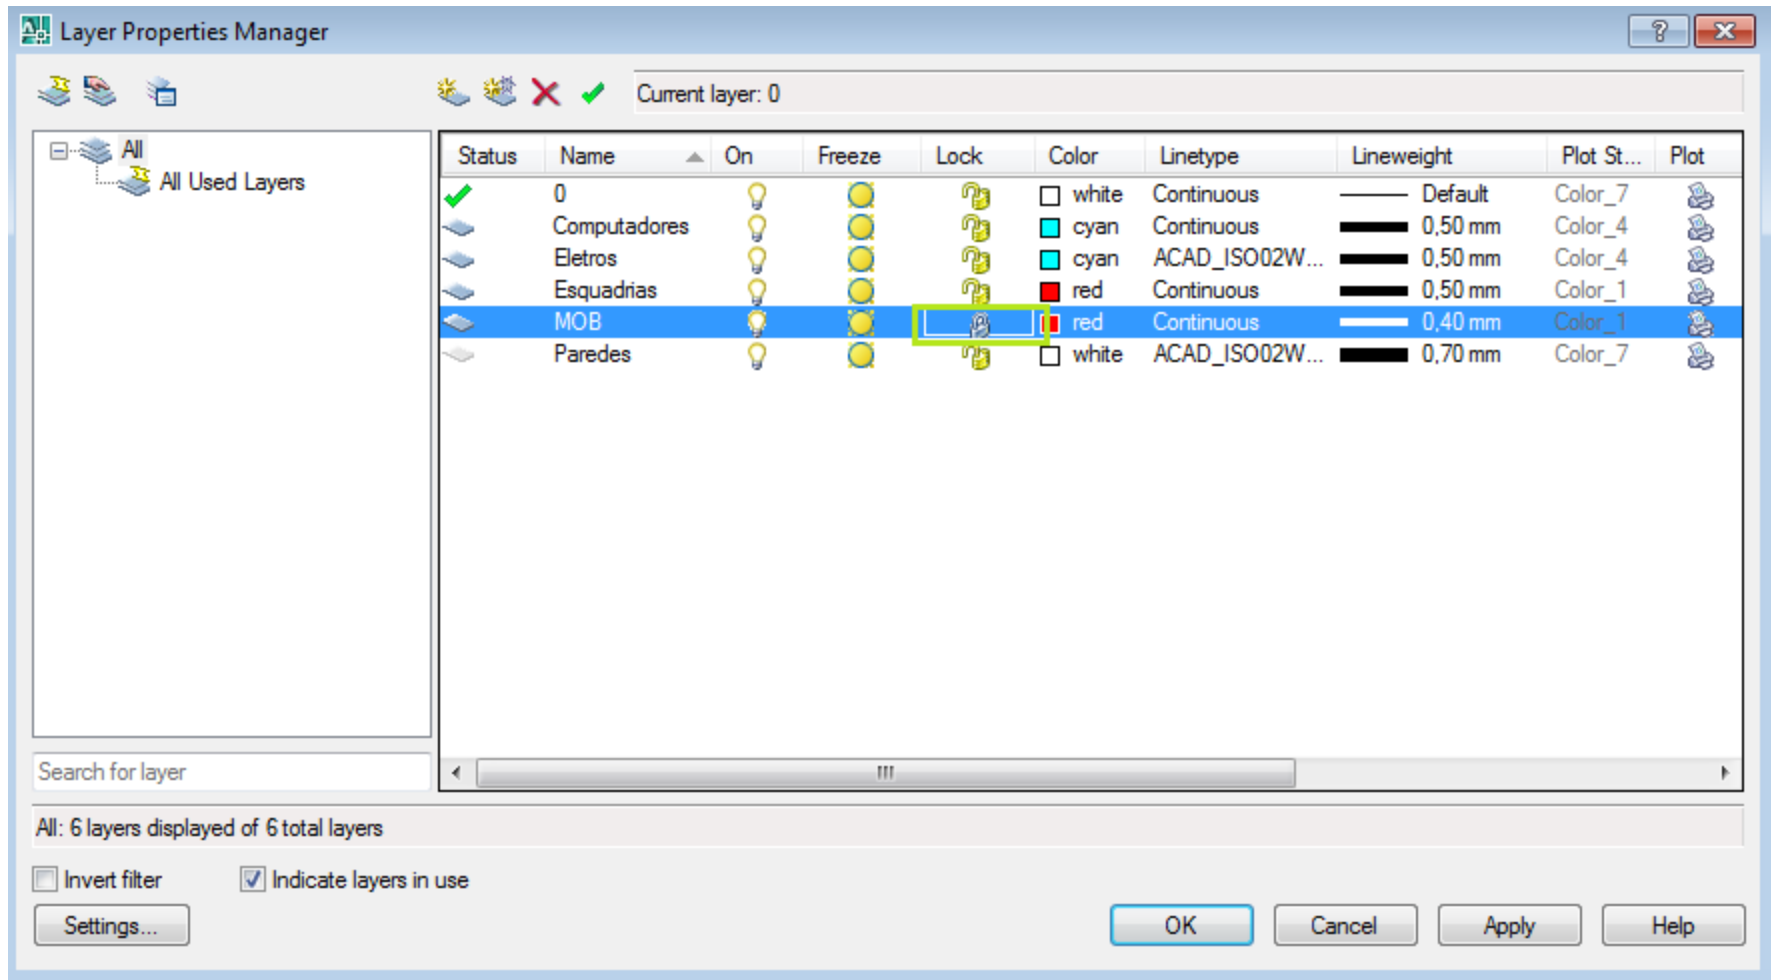 Layer Properties Manager
Current layer: 0
All
All Used Layers
Status Name On Freeze Lock Color Linetype Lineweight Plot St... Plot
0 white Continuous Default Color_7
Computadores cyan Continuous 0,50 mm Color_4
Eletros cyan ACAD_ISO02W... 0,50 mm Color_4
Esquadrias red Continuous 0,50 mm Color_1
MOB red Continuous 0,40 mm Color_1
Paredes white ACAD_ISO02W... 0,70 mm Color_7
Search for layer
All: 6 layers displayed of 6 total layers
Invert filter Indicate layers in use
Settings... OK Cancel Apply Help